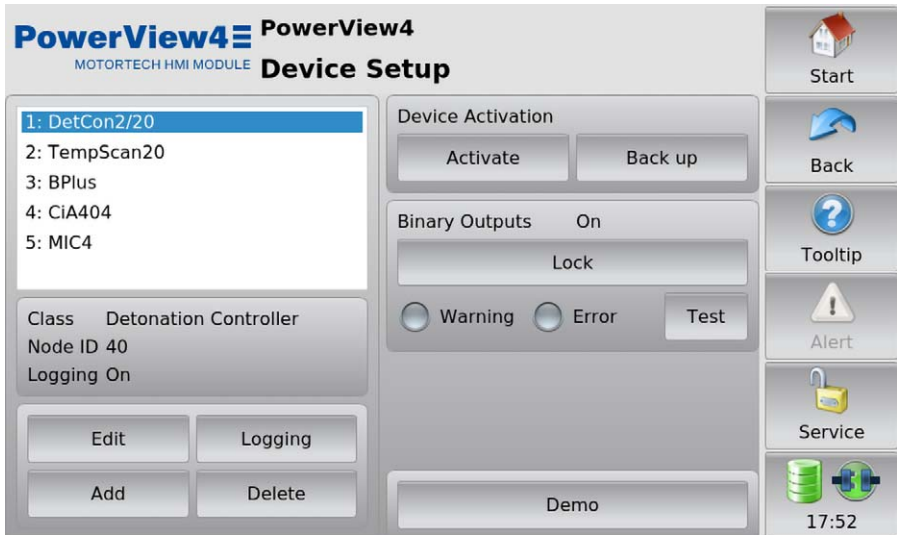 PowerView4
MOTORTECH HMI MODULE
PowerView4
Device Setup
1: DetCon2/20
2: TempScan20
3: BPlus
4: CiA404
5: MIC4
Class Detonation Controller
Node ID 40
Logging On
Edit Logging
Add Delete
Device Activation
Activate Back up
Binary Outputs On
Lock
Warning Error Test
Demo
Start
Back
Tooltip
Alert
Service
17:52